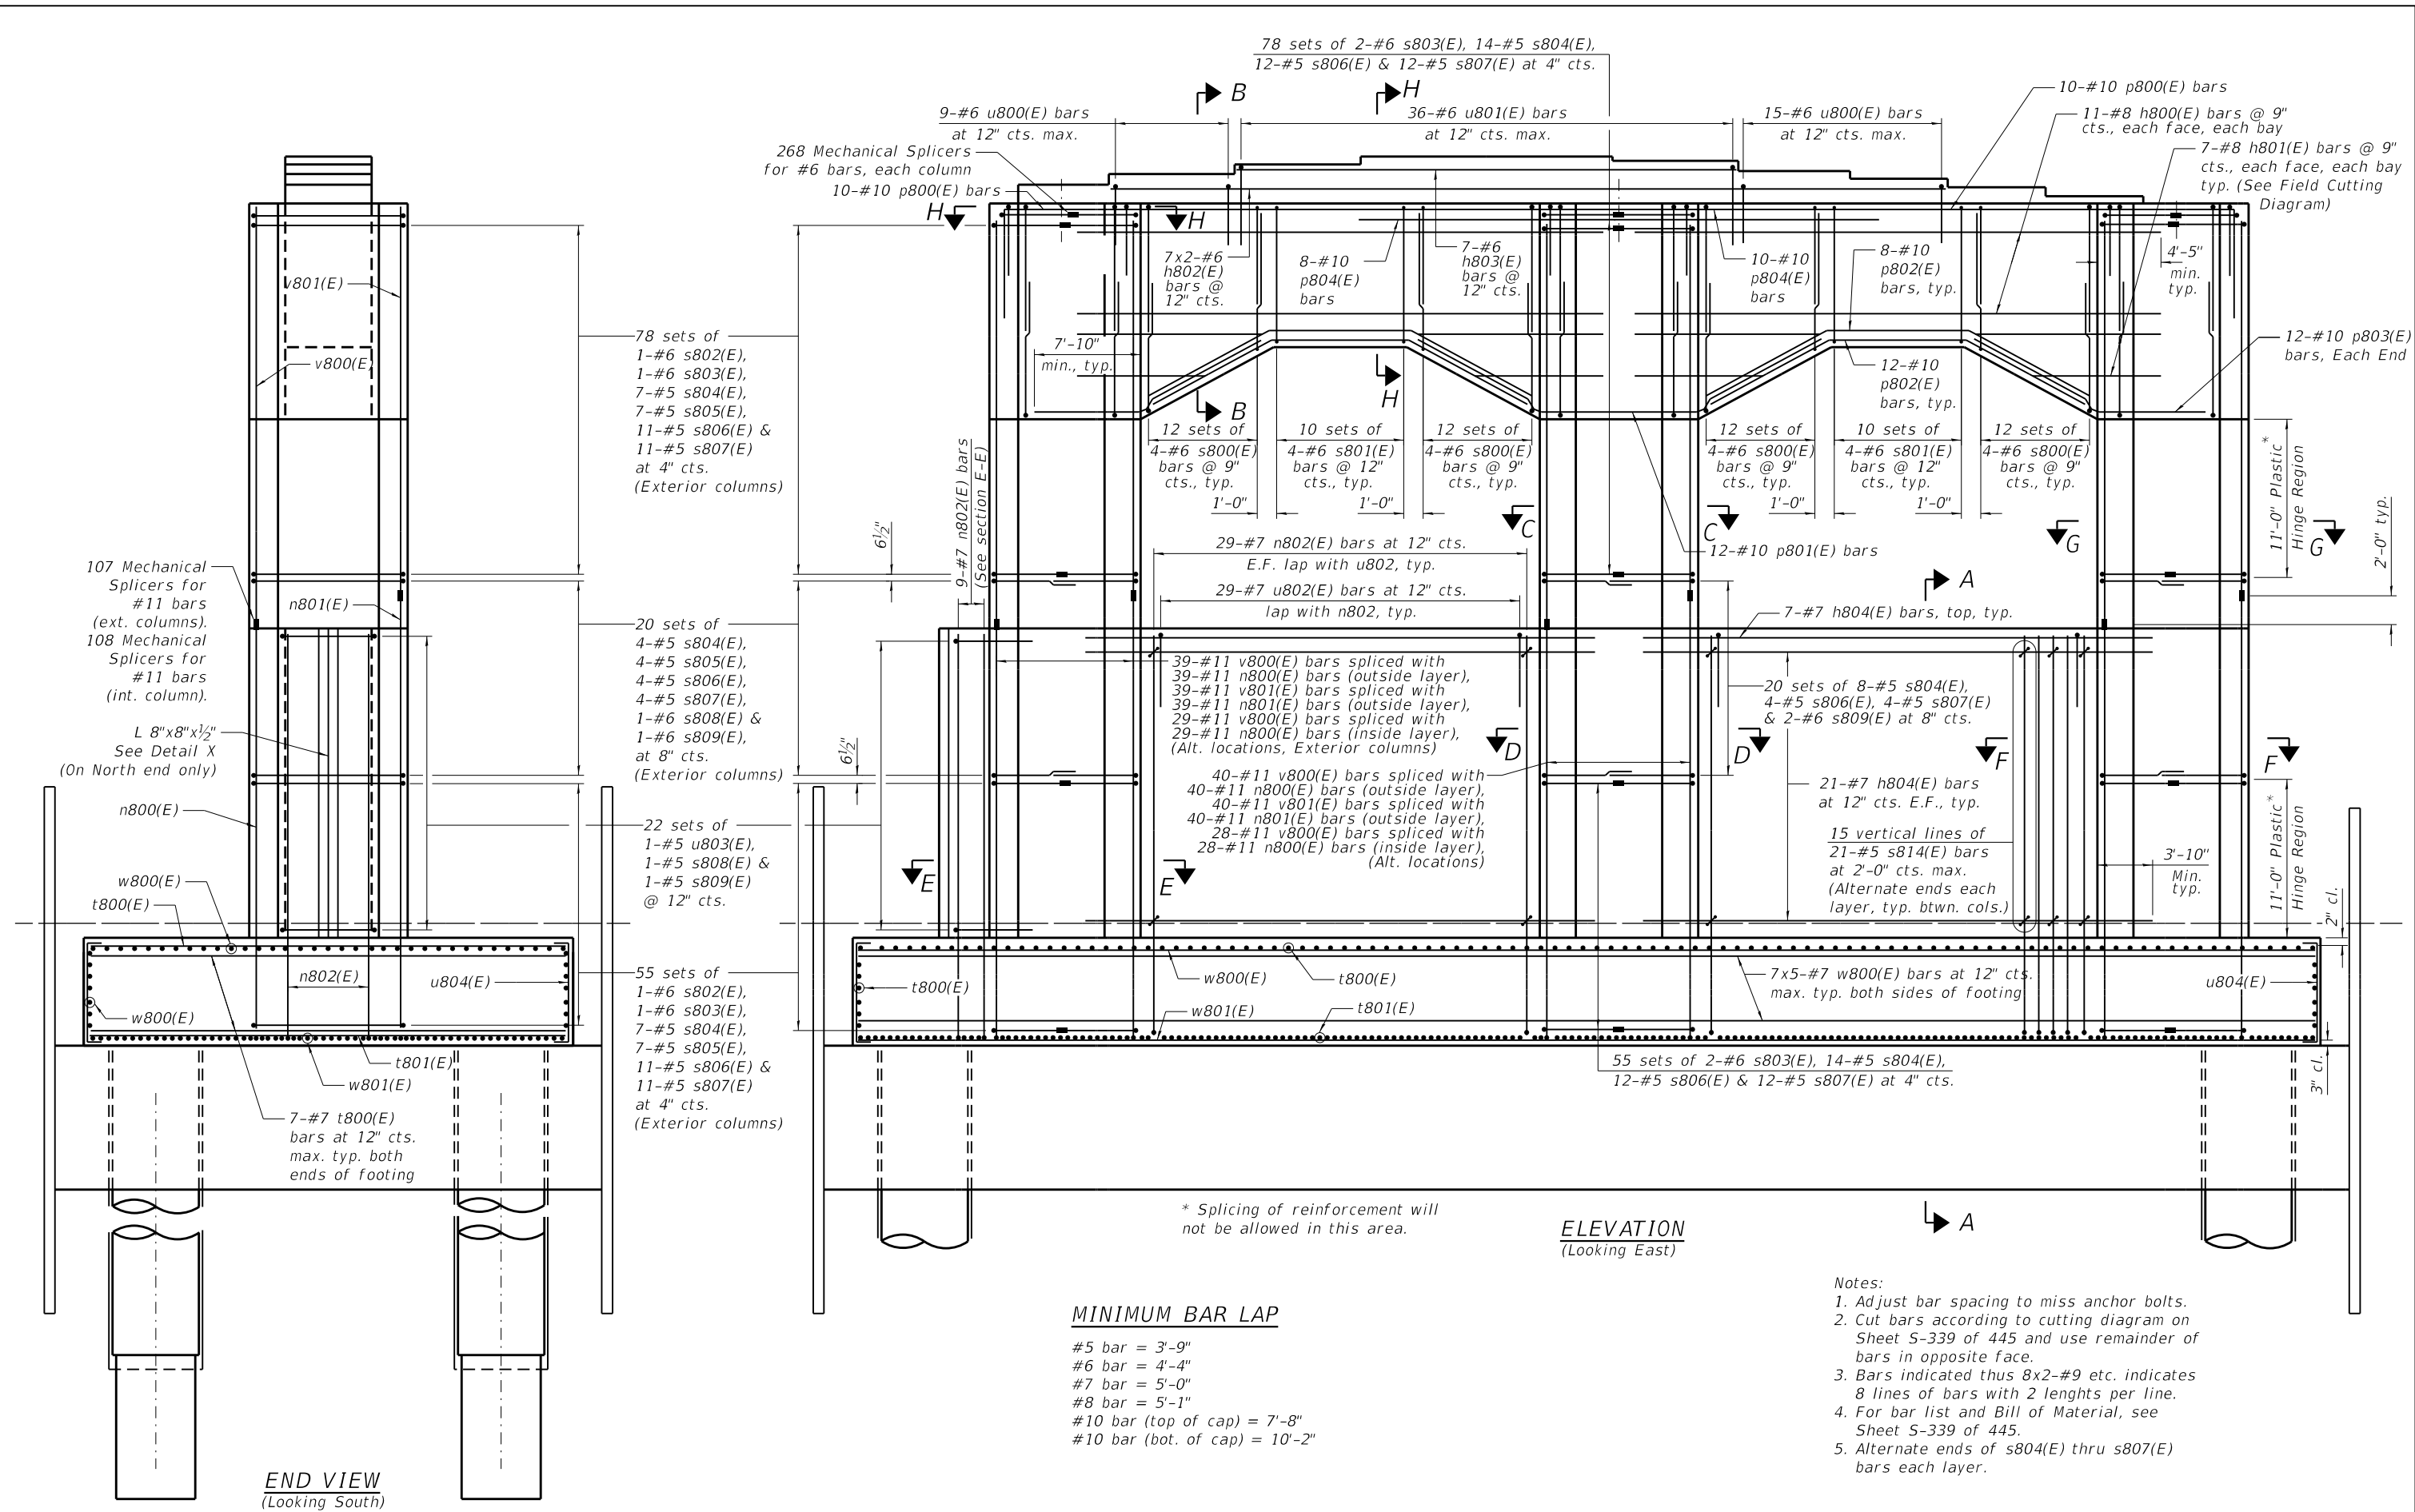 78 sets of 2-#6 s803(E), 14-#5 s804(E),
12-#5 s806(E) & 12-#5 s807(E) at 4" cts.
B
H
10-#10 p800(E) bars
9-#6 u800(E) bars
at 12" cts. max.
36-#6 u801(E) bars
at 12" cts. max.
15-#6 u800(E) bars
at 12" cts. max.
11-#8 h800(E) bars @ 9"
cts., each face, each bay
7-#8 h801(E) bars @ 9"
cts., each face, each bay
typ. (See Field Cutting
Diagram)
268 Mechanical Splicers
for #6 bars, each column
10-#10 p800(E) bars
H
H
v801(E)
v800(E)
7x2-#6
h802(E)
bars @
12" cts.
8-#10
p804(E)
bars
7-#6
h803(E)
bars @
12" cts.
10-#10
p804(E)
bars
8-#10
p802(E)
bars, typ.
4'-5"
min.
typ.
78 sets of
1-#6 s802(E),
1-#6 s803(E),
7-#5 s804(E),
7-#5 s805(E),
11-#5 s806(E) &
11-#5 s807(E)
at 4" cts.
(Exterior columns)
7'-10"
min., typ.
H
B
12-#10
p802(E)
bars, typ.
12-#10 p803(E)
bars, Each End
12 sets of
4-#6 s800(E)
bars @ 9"
cts., typ.
10 sets of
4-#6 s801(E)
bars @ 12"
cts., typ.
12 sets of
4-#6 s800(E)
bars @ 9"
cts., typ.
12 sets of
4-#6 s800(E)
bars @ 9"
cts., typ.
10 sets of
4-#6 s801(E)
bars @ 12"
cts., typ.
12 sets of
4-#6 s800(E)
bars @ 9"
cts., typ.
1'-0"
1'-0"
1'-0"
1'-0"
9-#7 n802(E) bars
(See section E-E)
6½"
C
C
G
G
11'-0" Plastic*
Hinge Region
2'-0" typ.
12-#10 p801(E) bars
29-#7 n802(E) bars at 12" cts.
E.F. lap with u802, typ.
29-#7 u802(E) bars at 12" cts.
lap with n802, typ.
A
7-#7 h804(E) bars, top, typ.
107 Mechanical
Splicers for
#11 bars
(ext. columns).
108 Mechanical
Splicers for
#11 bars
(int. column).
n801(E)
20 sets of
4-#5 s804(E),
4-#5 s805(E),
4-#5 s806(E),
4-#5 s807(E),
1-#6 s808(E) &
1-#6 s809(E),
at 8" cts.
(Exterior columns)
39-#11 v800(E) bars spliced with
39-#11 n800(E) bars (outside layer),
39-#11 v801(E) bars spliced with
39-#11 n801(E) bars (outside layer),
29-#11 v800(E) bars spliced with
29-#11 n800(E) bars (inside layer),
(Alt. locations, Exterior columns)
20 sets of 8-#5 s804(E),
4-#5 s806(E), 4-#5 s807(E)
& 2-#6 s809(E) at 8" cts.
L 8"x8"x½"
See Detail X
(On North end only)
6½"
D
D
F
F
40-#11 v800(E) bars spliced with
40-#11 n800(E) bars (outside layer),
40-#11 v801(E) bars spliced with
40-#11 n801(E) bars (outside layer),
28-#11 v800(E) bars spliced with
28-#11 n800(E) bars (inside layer),
(Alt. locations)
21-#7 h804(E) bars
at 12" cts. E.F., typ.
n800(E)
22 sets of
1-#5 u803(E),
1-#5 s808(E) &
1-#5 s809(E)
@ 12" cts.
15 vertical lines of
21-#5 s814(E) bars
at 2'-0" cts. max.
(Alternate ends each
layer, typ. btwn. cols.)
3'-10"
Min.
typ.
11'-0" Plastic*
Hinge Region
2" cl.
E
E
w800(E)
t800(E)
n802(E)
u804(E)
w800(E)
t801(E)
w801(E)
55 sets of
1-#6 s802(E),
1-#6 s803(E),
7-#5 s804(E),
7-#5 s805(E),
11-#5 s806(E) &
11-#5 s807(E)
at 4" cts.
(Exterior columns)
t800(E)
w800(E)
t800(E)
w801(E)
t801(E)
7x5-#7 w800(E) bars at 12" cts.
max. typ. both sides of footing
u804(E)
55 sets of 2-#6 s803(E), 14-#5 s804(E),
12-#5 s806(E) & 12-#5 s807(E) at 4" cts.
3" cl.
7-#7 t800(E)
bars at 12" cts.
max. typ. both
ends of footing
* Splicing of reinforcement will
not be allowed in this area.
ELEVATION
(Looking East)
A
MINIMUM BAR LAP
#5 bar = 3'-9"
#6 bar = 4'-4"
#7 bar = 5'-0"
#8 bar = 5'-1"
#10 bar (top of cap) = 7'-8"
#10 bar (bot. of cap) = 10'-2"
Notes:
1. Adjust bar spacing to miss anchor bolts.
2. Cut bars according to cutting diagram on
Sheet S-339 of 445 and use remainder of
bars in opposite face.
3. Bars indicated thus 8x2-#9 etc. indicates
8 lines of bars with 2 lenghts per line.
4. For bar list and Bill of Material, see
Sheet S-339 of 445.
5. Alternate ends of s804(E) thru s807(E)
bars each layer.
END VIEW
(Looking South)